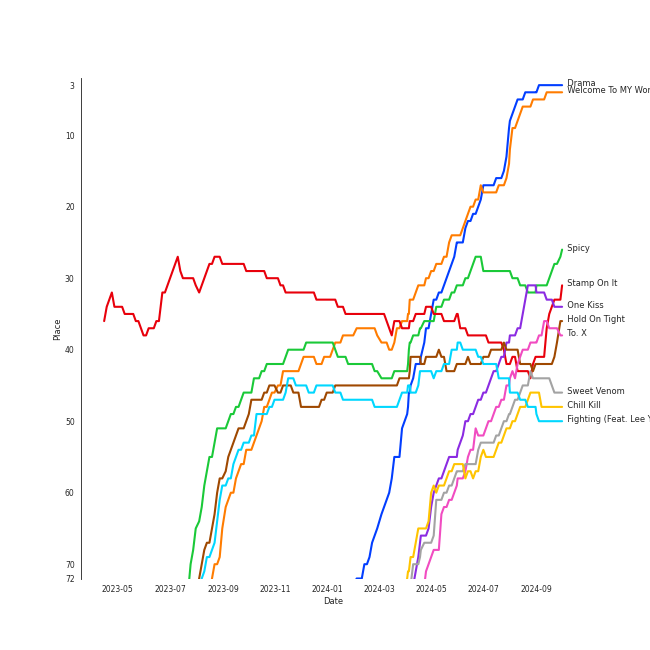 3
10
20
30
40
50
60
70
72
Place
2023-05 2023-07 2023-09 2023-11 2024-01 2024-03 2024-05 2024-07 2024-09
Date
Drama
Welcome To MY Wor
Spicy
Stamp On It
One Kiss
Hold On Tight
To. X
Sweet Venom
Chill Kill
Fighting (Feat. Lee Y